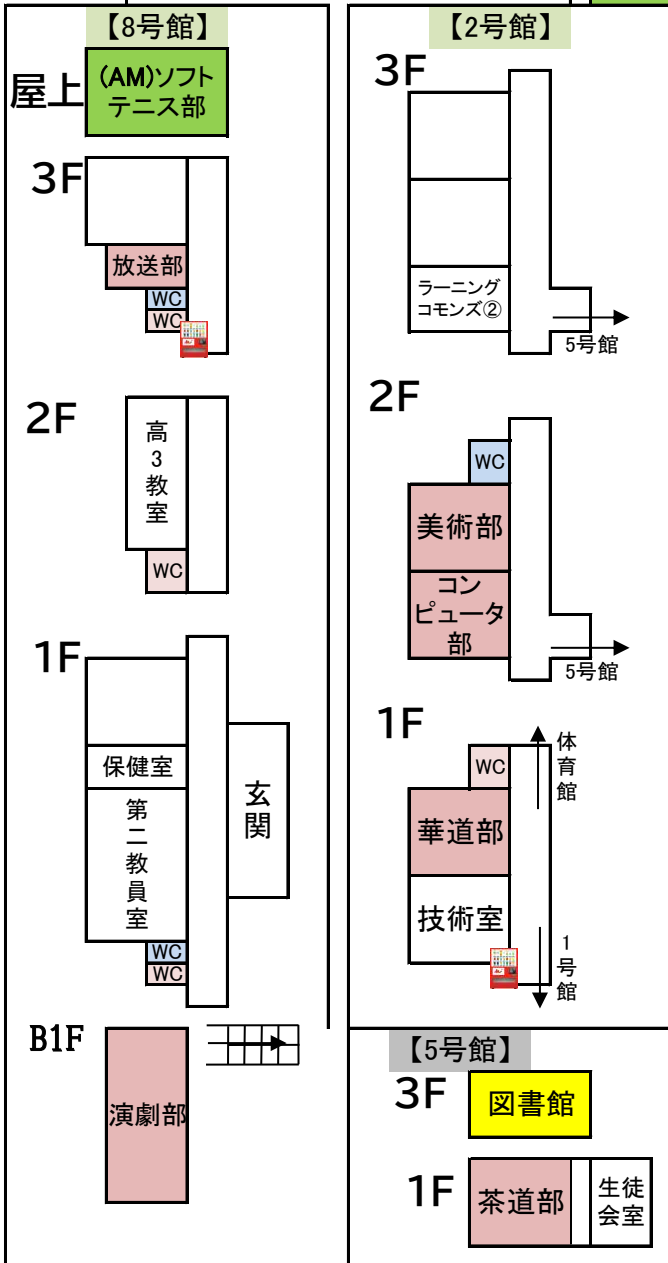 【8号館】
屋上
(AM)ソフト
テニス部
3F
放送部
WC
WC
2F
高
3
教
室
WC
1F
保健室
第
二
教
員
室
玄
関
WC
WC
B1F
演劇部
【2号館】
3F
ラーニング
コモンズ②
5号館
2F
WC
美術部
コン
ピュータ
部
5号館
1F
体
育
館
WC
華道部
技術室
1
号
館
【5号館】
3F
図書館
1F
茶道部
生徒
会室